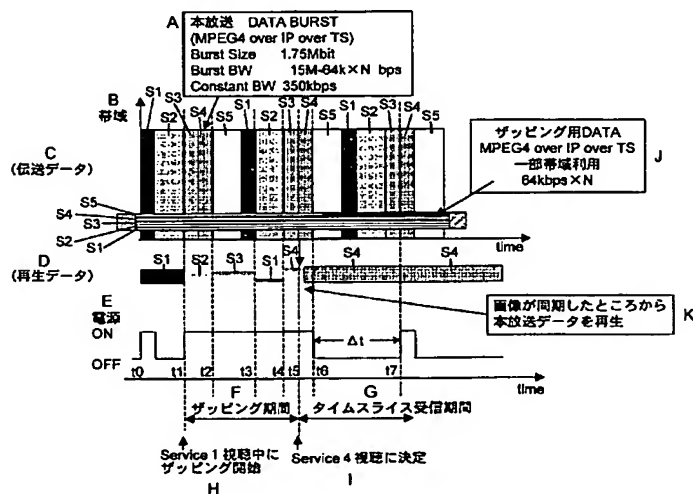 A
本放送 DATA BURST
(MPEG4 over IP over TS)
Burst Size 1.75Mbit
Burst BW 15M-64k×N bps
Constant BW 350kbps
B
帯域
S1
S2
S3
S4
S5
S1
S2
S3
S4
S5
S1
S2
S3
S4
S5
C
(伝送データ)
ザッピング用DATA
MPEG4 over IP over TS
一部帯域利用
64kbps×N
J
S5
S4
S3
S2
S1
time
D
(再生データ)
S1
S2
S3
S1
S4
S4
S4
E
電源
ON
OFF
画像が同期したところから
本放送データを再生
K
Δt
t0
t1
t2
t3
t4
t5
t6
t7
time
F
G
ザッピング期間
タイムスライス受信期間
Service 1 視聴中に
ザッピング開始
Service 4 視聴に決定
H
I